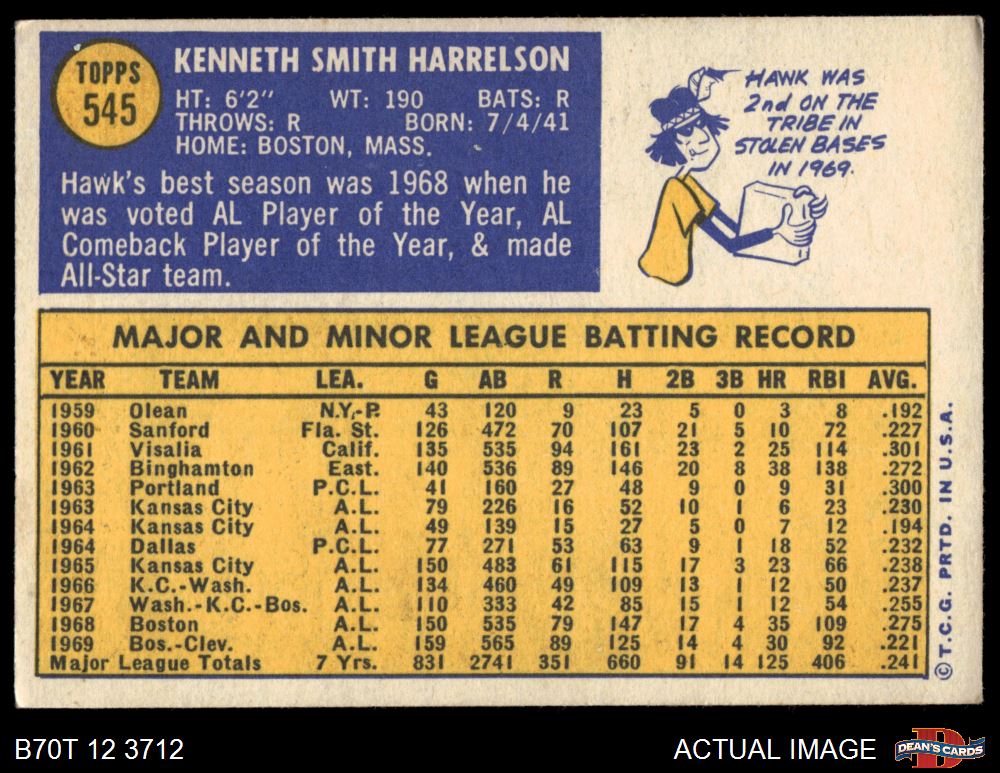 TOPPS
545
KENNETH SMITH HARRELSON
HT: 6'2" WT: 190 BATS: R
THROWS: R BORN: 7/4/41
HOME: BOSTON, MASS.
Hawk's best season was 1968 when he
was voted AL Player of the Year, AL
Comeback Player of the Year, & made
All-Star team.
HAWK WAS
2nd ON THE
TRIBE IN
STOLEN BASES
IN 1969.
MAJOR AND MINOR LEAGUE BATTING RECORD
YEAR TEAM LEA. G AB R H 2B 3B HR RBI AVG.
1959 Olean N.Y.-P. 43 120 9 23 5 0 3 8 .192
1960 Sanford Fla. St. 126 472 70 107 21 5 10 72 .227
1961 Visalia Calif. 135 535 94 161 23 2 25 114 .301
1962 Binghamton East. 140 536 89 146 20 8 38 138 .272
1963 Portland P.C.L. 41 160 27 48 9 0 9 31 .300
1963 Kansas City A.L. 79 226 16 52 10 1 6 23 .230
1964 Kansas City A.L. 49 139 15 27 5 0 7 12 .194
1964 Dallas P.C.L. 77 271 53 63 9 1 18 52 .232
1965 Kansas City A.L. 150 483 61 115 17 3 23 66 .238
1966 K.C.-Wash. A.L. 134 460 49 109 13 1 12 50 .237
1967 Wash.-K.C.-Bos. A.L. 110 333 42 85 15 1 12 54 .255
1968 Boston A.L. 150 535 79 147 17 4 35 109 .275
1969 Bos.-Clev. A.L. 159 565 89 125 14 4 30 92 .221
Major League Totals 7 Yrs. 831 2741 351 660 91 14 125 406 .241
© T.C.G. PRTD. IN U.S.A.
B70T 12 3712
ACTUAL IMAGE
D
DEAN'S CARDS